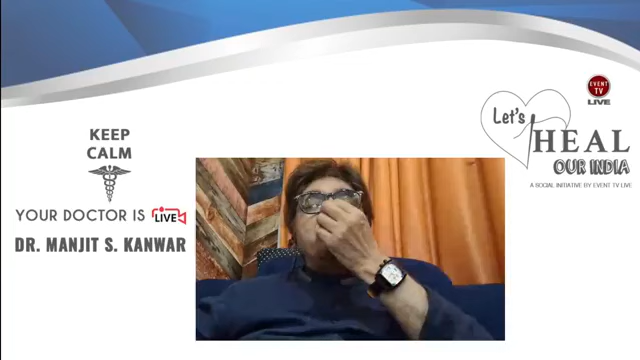 EVENT
TV
LIVE
Let's
HEAL
OUR INDIA
A SOCIAL INITIATIVE BY EVENT TV LIVE
KEEP
CALM
YOUR DOCTOR IS LIVE
DR. MANJIT S. KANWAR